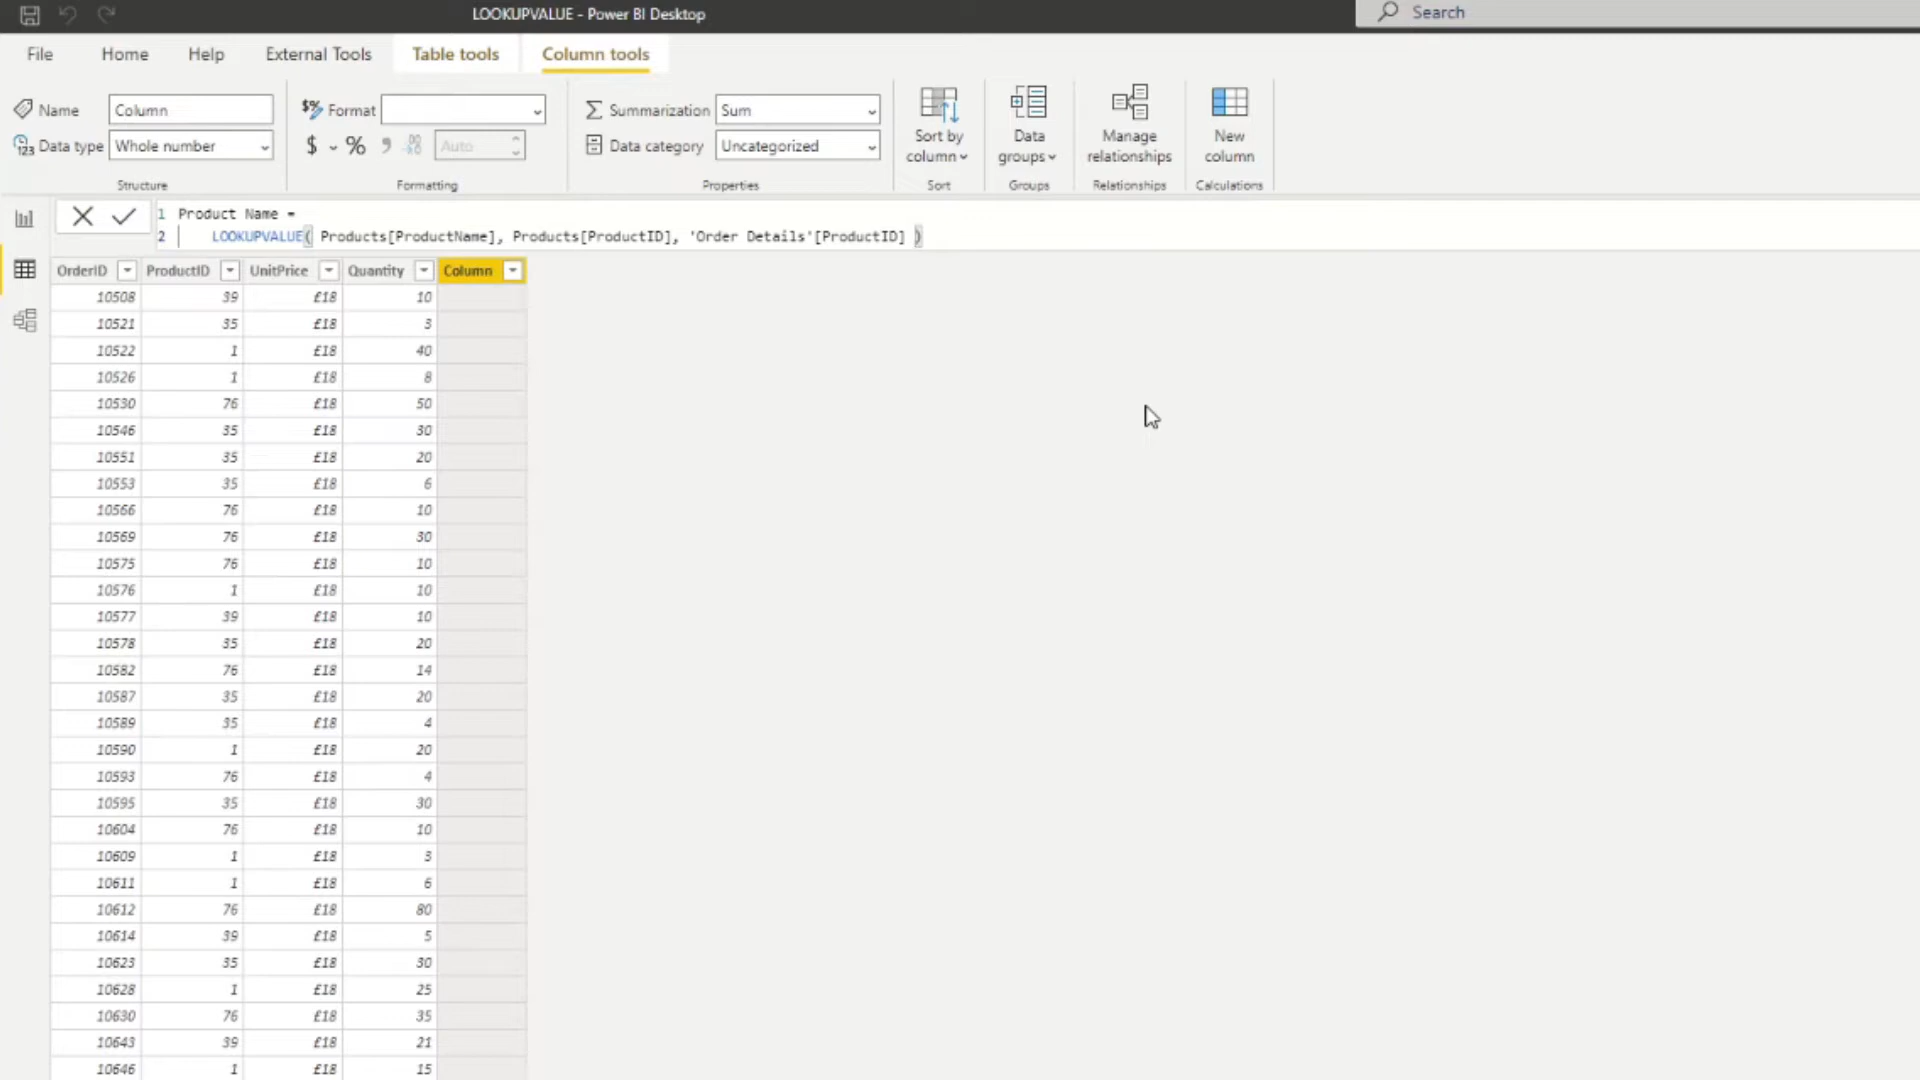 LOOKUPVALUE - Power BI Desktop
Search
File Home Help External Tools Table tools Column tools
Name Column
Data type Whole number
Structure
Format
$ % Auto
Formatting
Summarization Sum
Data category Uncategorized
Properties
Sort by
column
Sort
Data
groups
Groups
Manage
relationships
Relationships
New
column
Calculations
1 Product Name =
2 LOOKUPVALUE( Products[ProductName], Products[ProductID], 'Order Details'[ProductID] )
OrderID ProductID UnitPrice Quantity Column
10508 39 £18 10
10521 35 £18 3
10522 1 £18 40
10526 1 £18 8
10530 76 £18 50
10546 35 £18 30
10551 35 £18 20
10553 35 £18 6
10566 76 £18 10
10569 76 £18 30
10575 76 £18 10
10576 1 £18 10
10577 39 £18 10
10578 35 £18 20
10582 76 £18 14
10587 35 £18 20
10589 35 £18 4
10590 1 £18 20
10593 76 £18 4
10595 35 £18 30
10604 76 £18 10
10609 1 £18 3
10611 1 £18 6
10612 76 £18 80
10614 39 £18 5
10623 35 £18 30
10628 1 £18 25
10630 76 £18 35
10643 39 £18 21
10646 1 £18 15